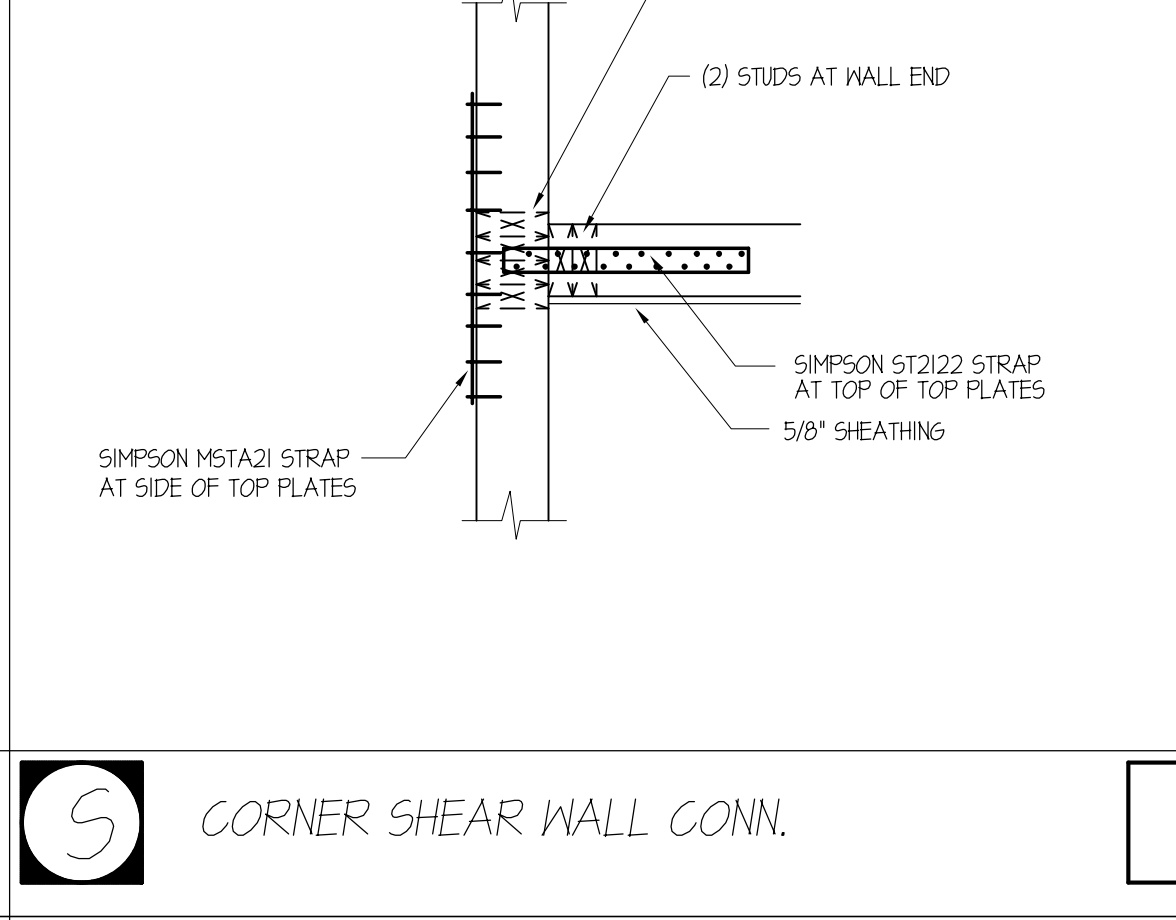 (2) STUDS AT WALL END
SIMPSON ST2122 STRAP
AT TOP OF TOP PLATES
5/8" SHEATHING
SIMPSON MSTA21 STRAP
AT SIDE OF TOP PLATES
S
CORNER SHEAR WALL CONN.